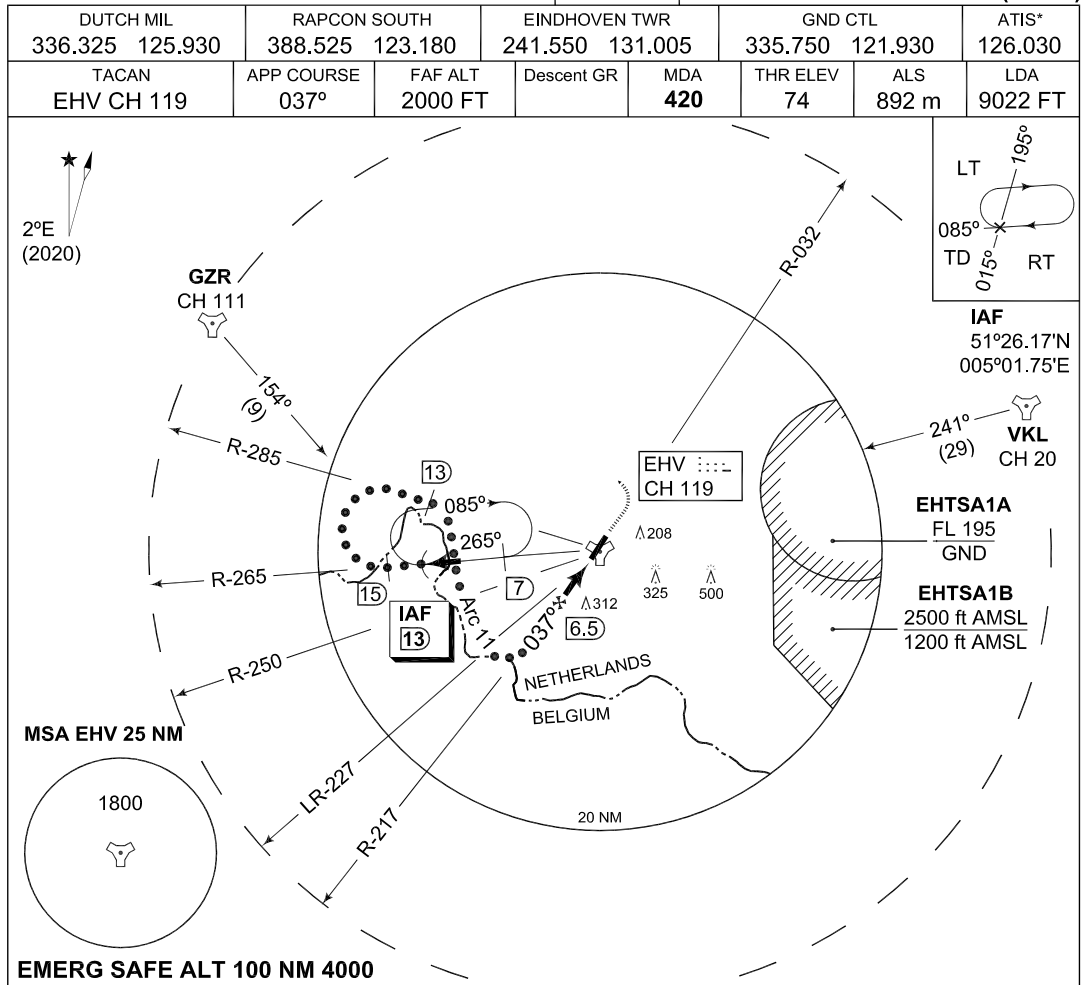 DUTCH MIL
336.325 125.930
RAPCON SOUTH
388.525 123.180
EINDHOVEN TWR
241.550 131.005
GND CTL
335.750 121.930
ATIS*
126.030
TACAN
EHV CH 119
APP COURSE
037º
FAF ALT
2000 FT
Descent GR
MDA
420
THR ELEV
74
ALS
892 m
LDA
9022 FT
2ºE
(2020)
LT
195º
085º
TD
015º
RT
GZR
CH 111
154º
(9)
R-032
IAF
51º26.17'N
005º01.75'E
241º
(29)
VKL
CH 20
R-285
13
085º
265º
EHV
CH 119
208
EHTSA1A
FL 195
GND
R-265
15
7
325
500
EHTSA1B
2500 ft AMSL
1200 ft AMSL
IAF
13
Arc 11
037º
312
6.5
R-250
NETHERLANDS
BELGIUM
LR-227
R-217
20 NM
MSA EHV 25 NM
1800
EMERG SAFE ALT 100 NM 4000